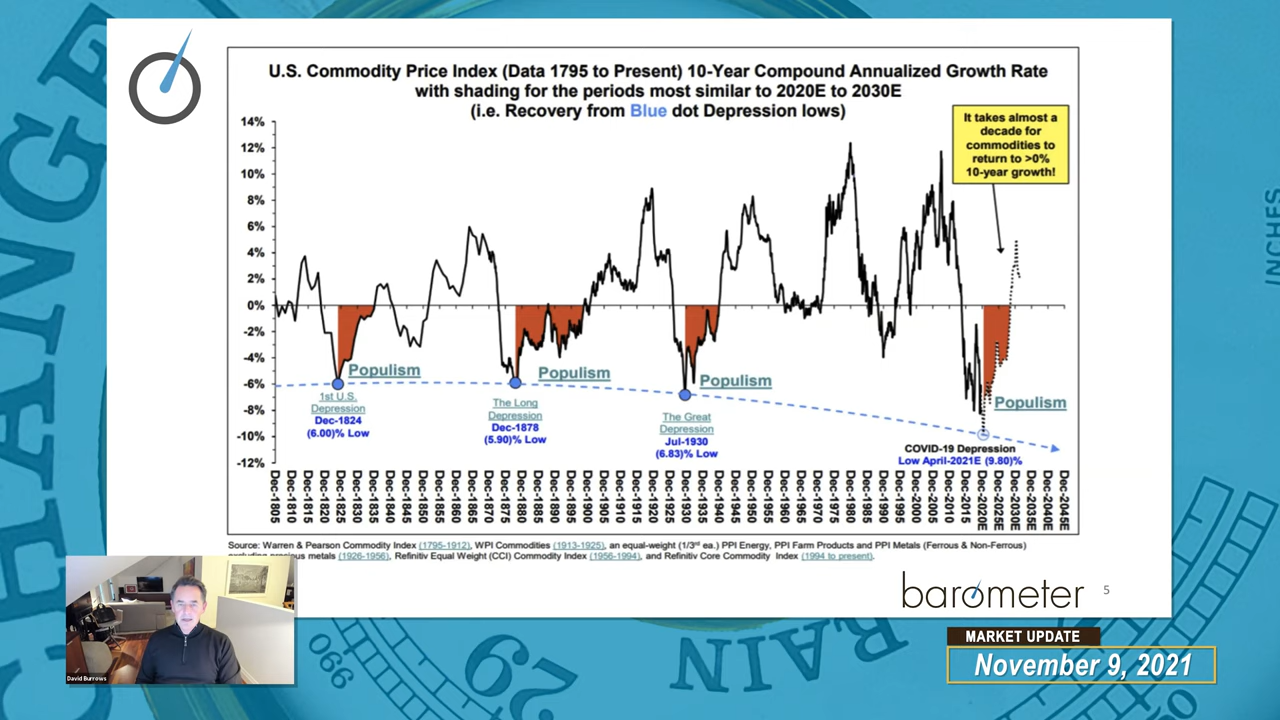 U.S. Commodity Price Index (Data 1795 to Present) 10-Year Compound Annualized Growth Rate
with shading for the periods most similar to 2020E to 2030E
(i.e. Recovery from Blue dot Depression lows)
It takes almost a
decade for
commodities to
return to >0%
10-year growth!
14%
12%
10%
8%
6%
4%
2%
0%
-2%
-4%
-6%
-8%
-10%
-12%
Populism
1st U.S.
Depression
Dec-1824
(6.00)% Low
Populism
The Long
Depression
Dec-1878
(5.90)% Low
Populism
The Great
Depression
Jul-1930
(6.83)% Low
Populism
COVID-19 Depression
Low April-2021E (9.80)%
Dec-1805
Dec-1810
Dec-1815
Dec-1820
Dec-1825
Dec-1830
Dec-1835
Dec-1840
Dec-1845
Dec-1850
Dec-1855
Dec-1860
Dec-1865
Dec-1870
Dec-1875
Dec-1880
Dec-1885
Dec-1890
Dec-1895
Dec-1900
Dec-1905
Dec-1910
Dec-1915
Dec-1920
Dec-1925
Dec-1930
Dec-1935
Dec-1940
Dec-1945
Dec-1950
Dec-1955
Dec-1960
Dec-1965
Dec-1970
Dec-1975
Dec-1980
Dec-1985
Dec-1990
Dec-1995
Dec-2000
Dec-2005
Dec-2010
Dec-2015
Dec-2020E
Dec-2025E
Dec-2030E
Dec-2035E
Dec-2040E
Dec-2045E
Source: Warren & Pearson Commodity Index (1795-1912), WPI Commodities (1913-1925), an equal-weight (1/3rd ea.) PPI Energy, PPI Farm Products and PPI Metals (Ferrous & Non-Ferrous)
metals (1926-1956), Refinitiv Equal Weight (CCI) Commodity Index (1956-1994), and Refinitiv Core Commodity Index (1994 to present).
barometer
5
MARKET UPDATE
November 9, 2021
David Burrows
CHANGE
RAIN
29
990
INCHES